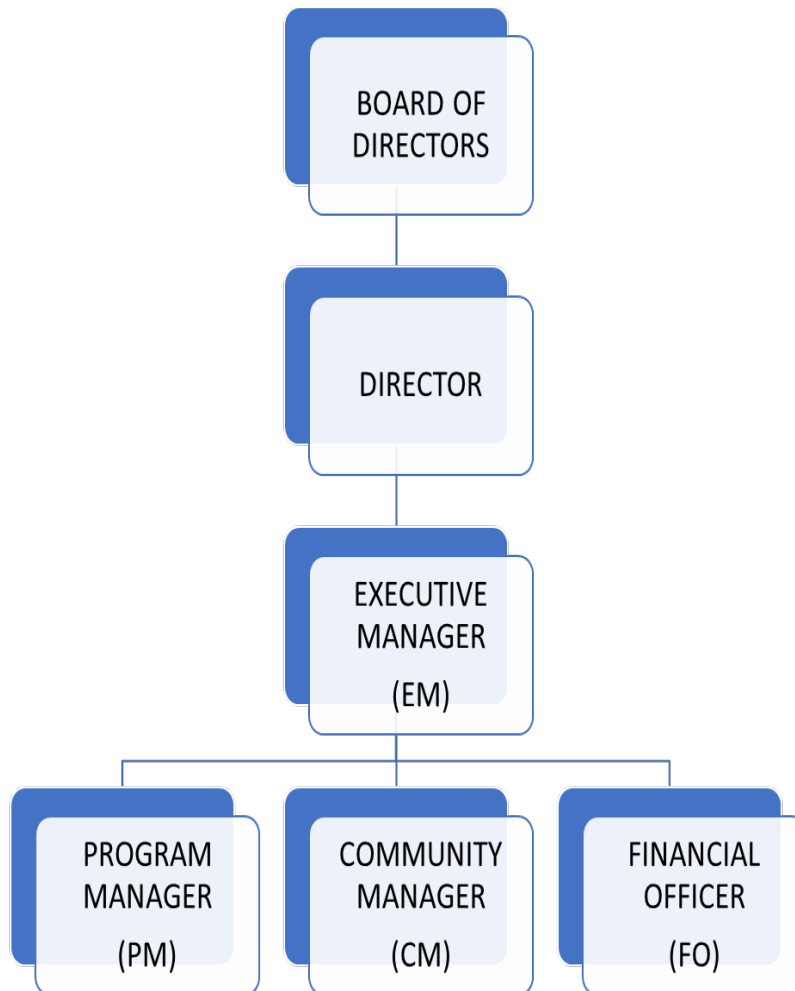 BOARD OF
DIRECTORS
DIRECTOR
EXECUTIVE
MANAGER
(EM)
PROGRAM
MANAGER
(PM)
COMMUNITY
MANAGER
(CM)
FINANCIAL
OFFICER
(FO)